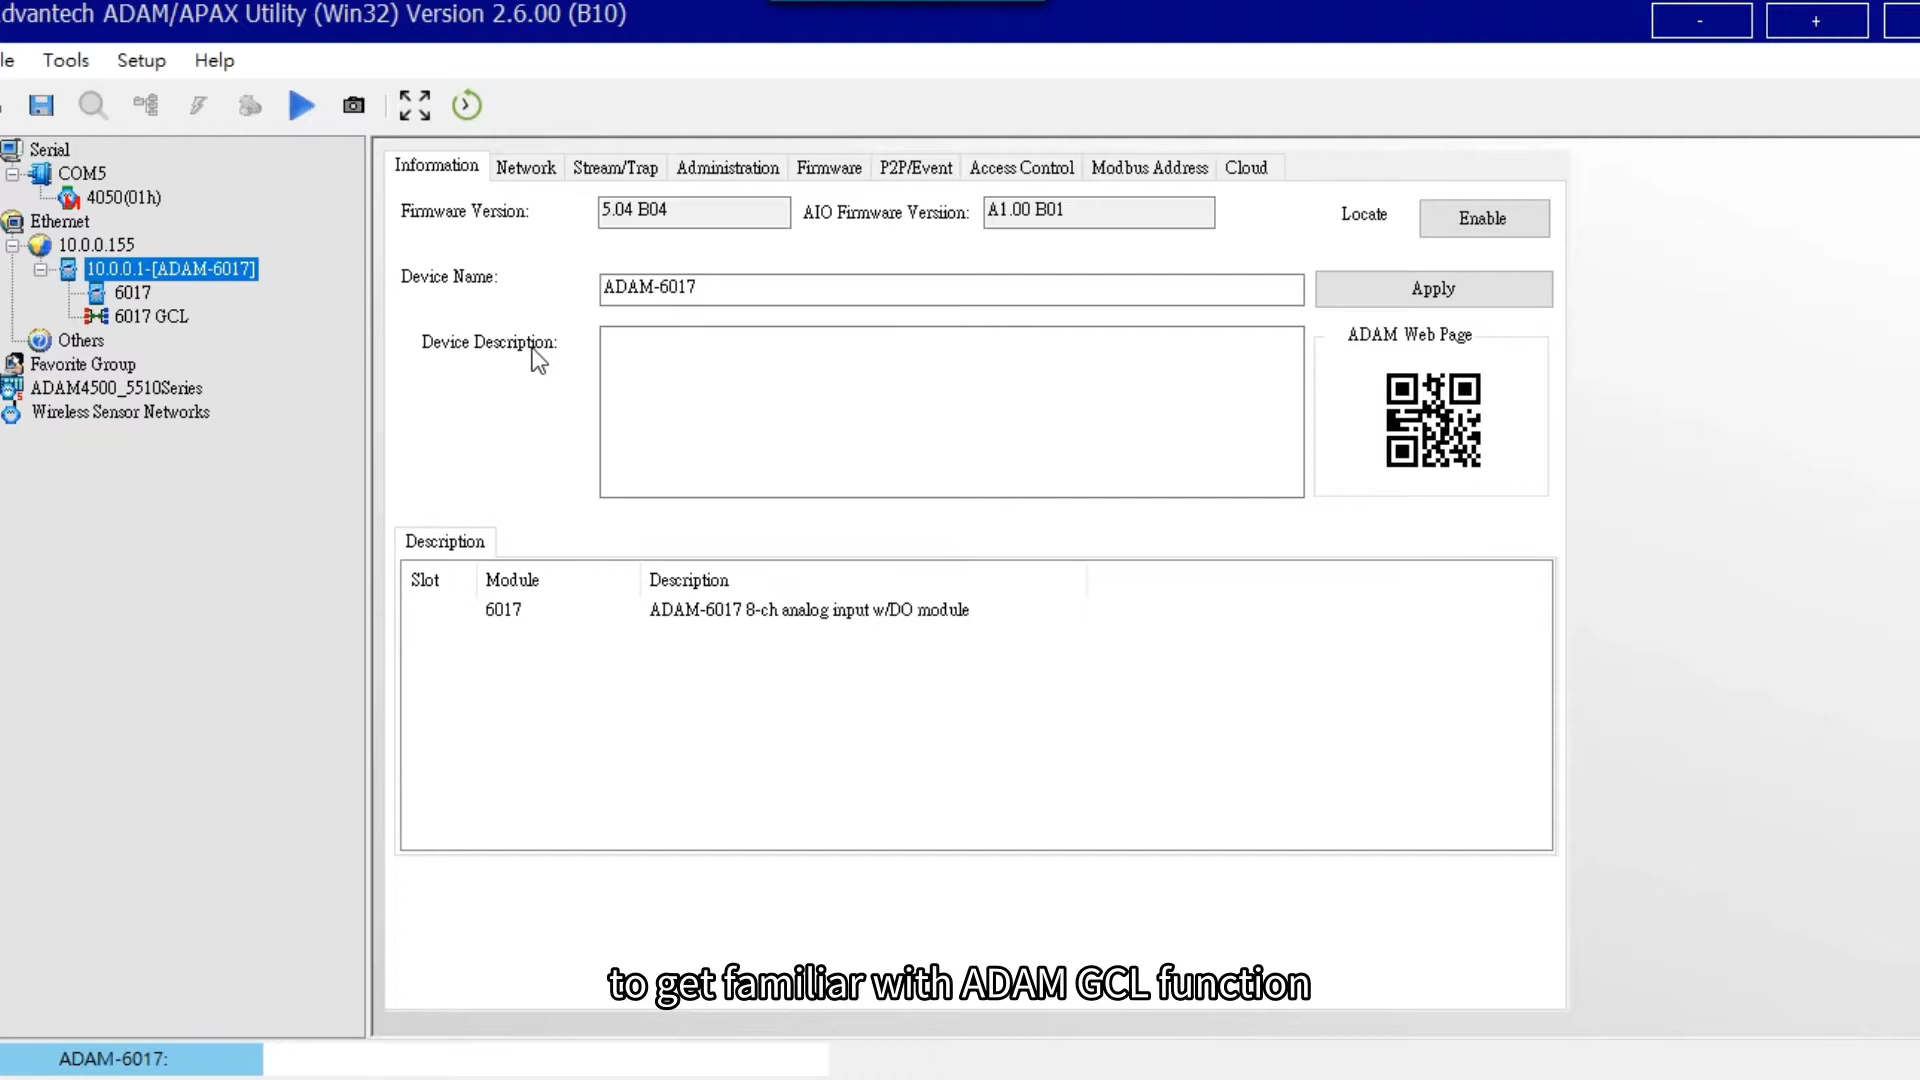 dvantech ADAM/APAX Utility (Win32) Version 2.6.00 (B10)
- +
le Tools Setup Help
Serial
COM5
4050(01h)
Ethernet
10.0.0.155
10.0.0.1-[ADAM-6017]
6017
6017 GCL
Others
Favorite Group
ADAM4500_5510Series
Wireless Sensor Networks
Information Network Stream/Trap Administration Firmware P2P/Event Access Control Modbus Address Cloud
Firmware Version: 5.04 B04 AIO Firmware Versiion: A1.00 B01 Locate Enable
Device Name: ADAM-6017 Apply
Device Description: ADAM Web Page
Description
Slot Module Description
6017 ADAM-6017 8-ch analog input w/DO module
to get familiar with ADAM GCL function
ADAM-6017: